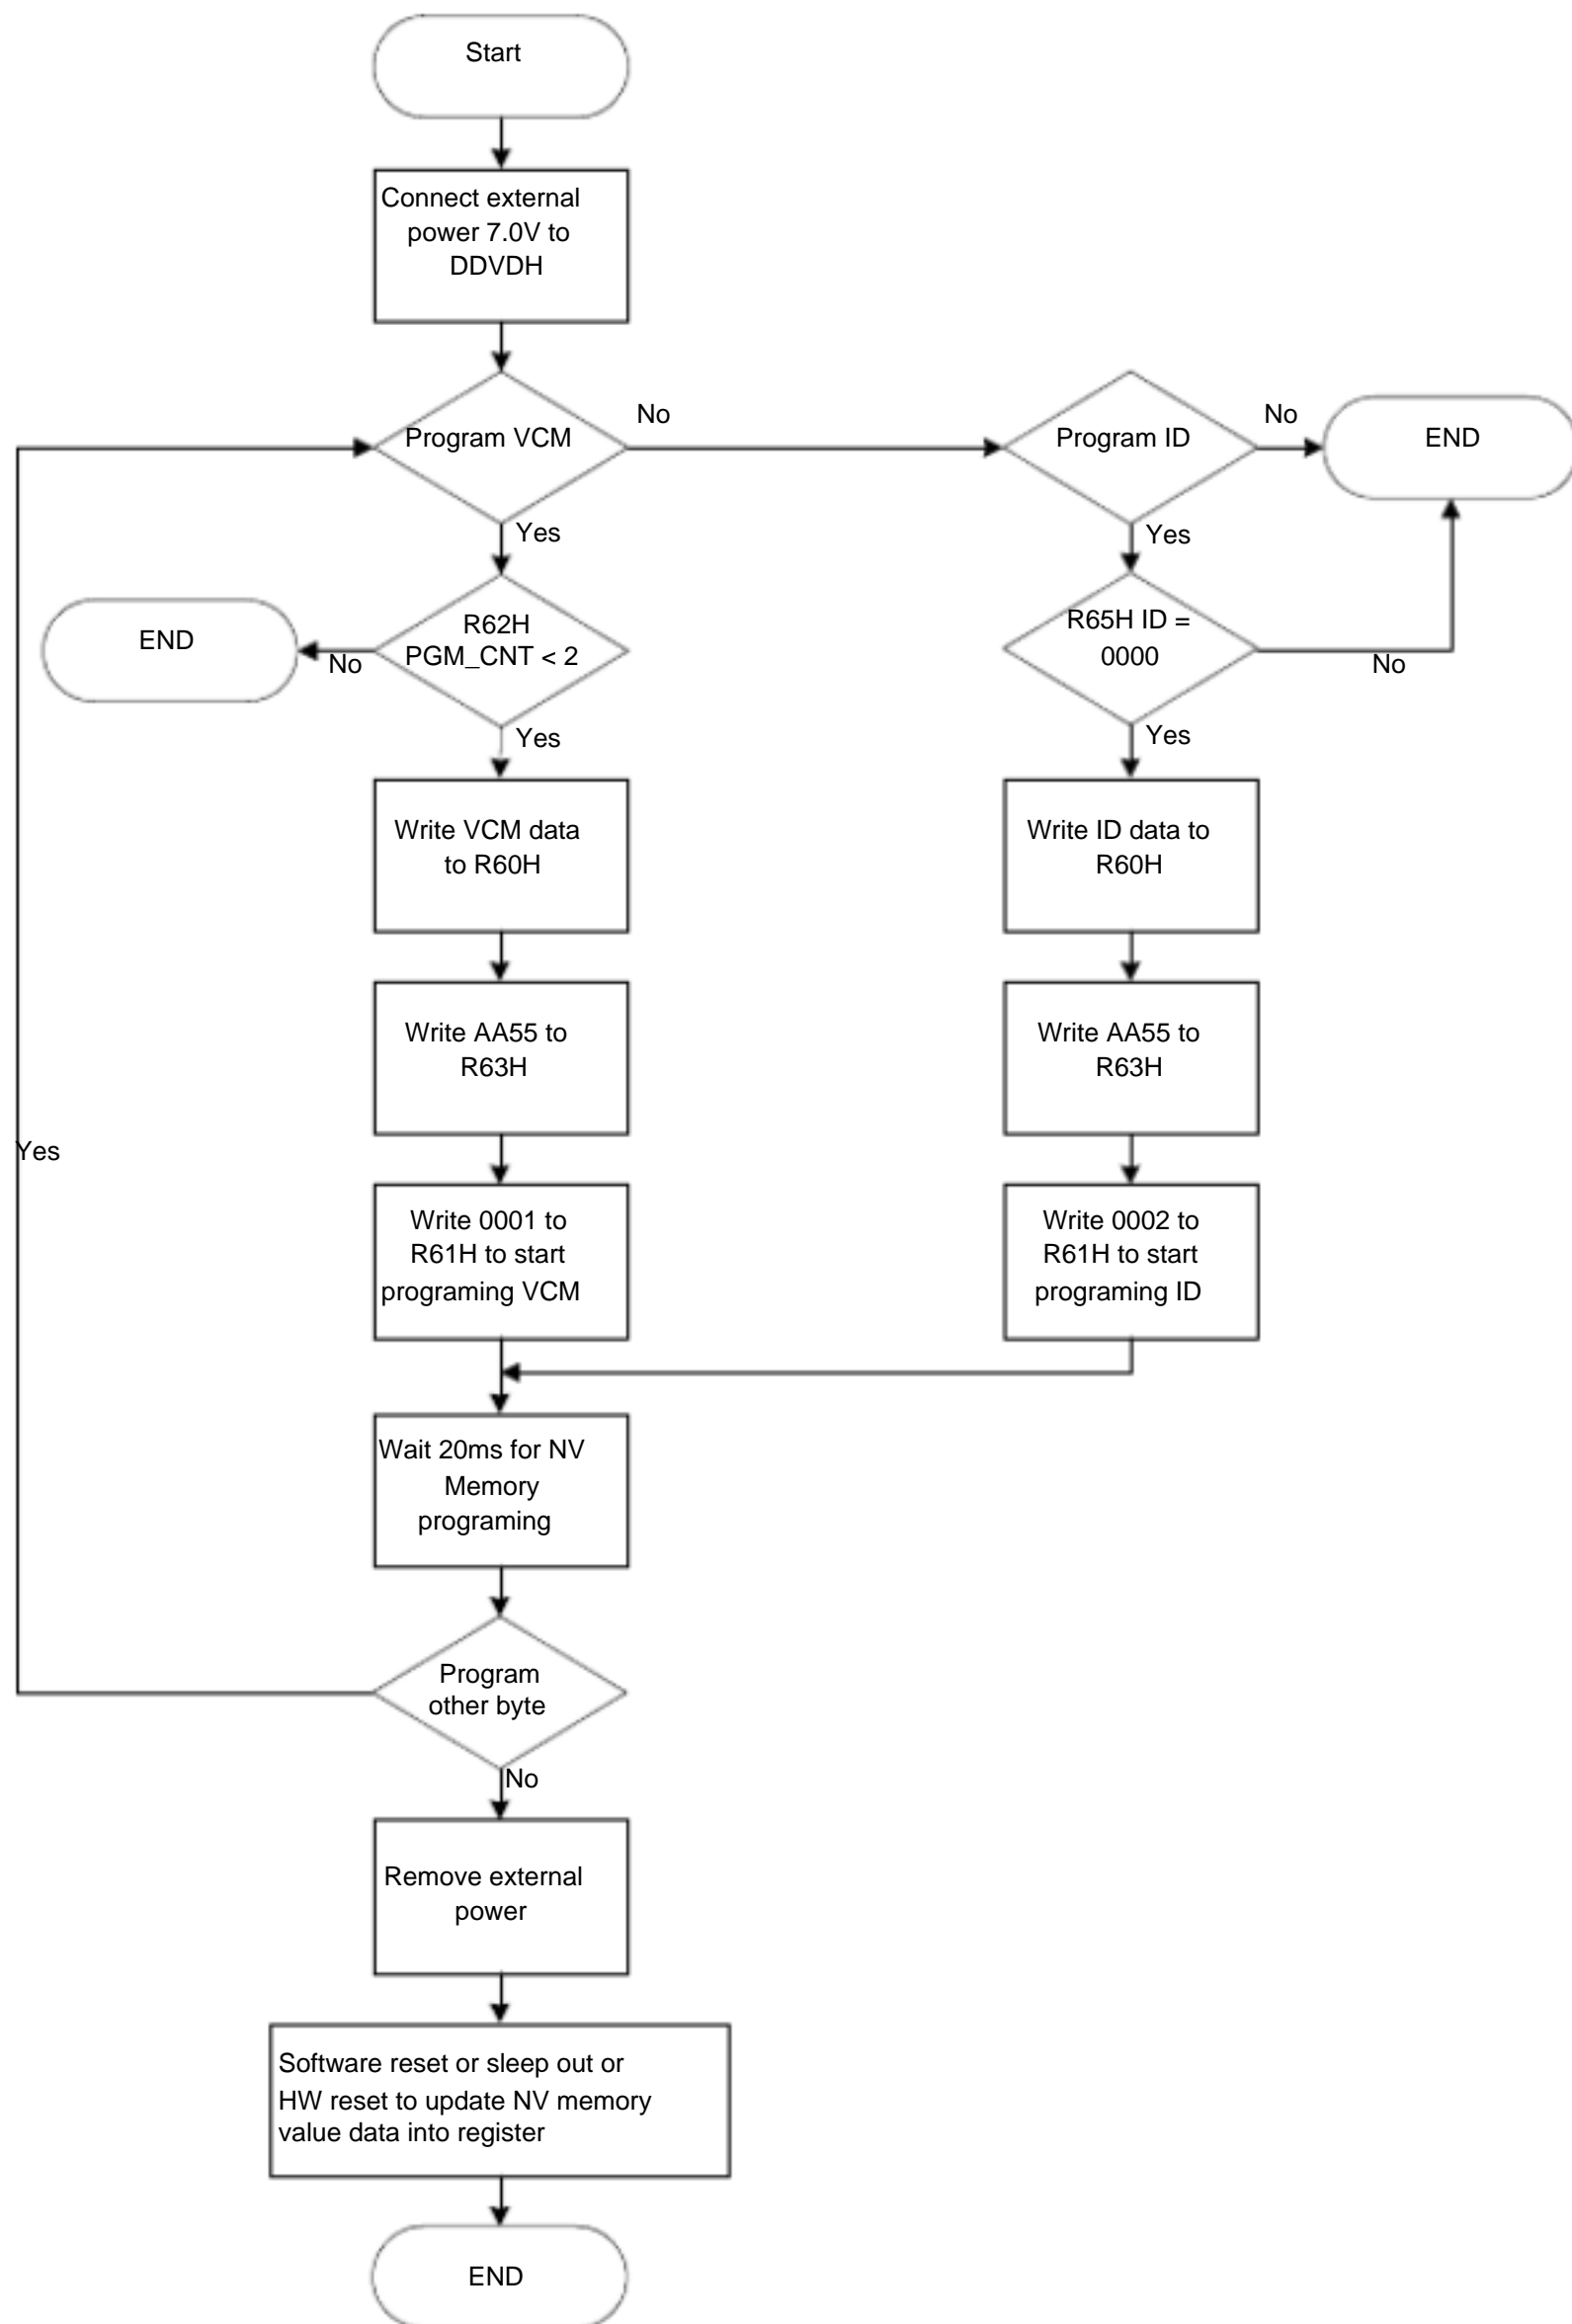 Start
Connect external
power 7.0V to
DDVDH
Program VCM
No
Program ID
No
END
Yes
Yes
END
No
R62H
PGM_CNT < 2
R65H ID =
0000
No
Yes
Yes
Write VCM data
to R60H
Write ID data to
R60H
Write AA55 to
R63H
Write AA55 to
R63H
Yes
Write 0001 to
R61H to start
programing VCM
Write 0002 to
R61H to start
programing ID
Wait 20ms for NV
Memory
programing
Program
other byte
No
Remove external
power
Software reset or sleep out or
HW reset to update NV memory
value data into register
END